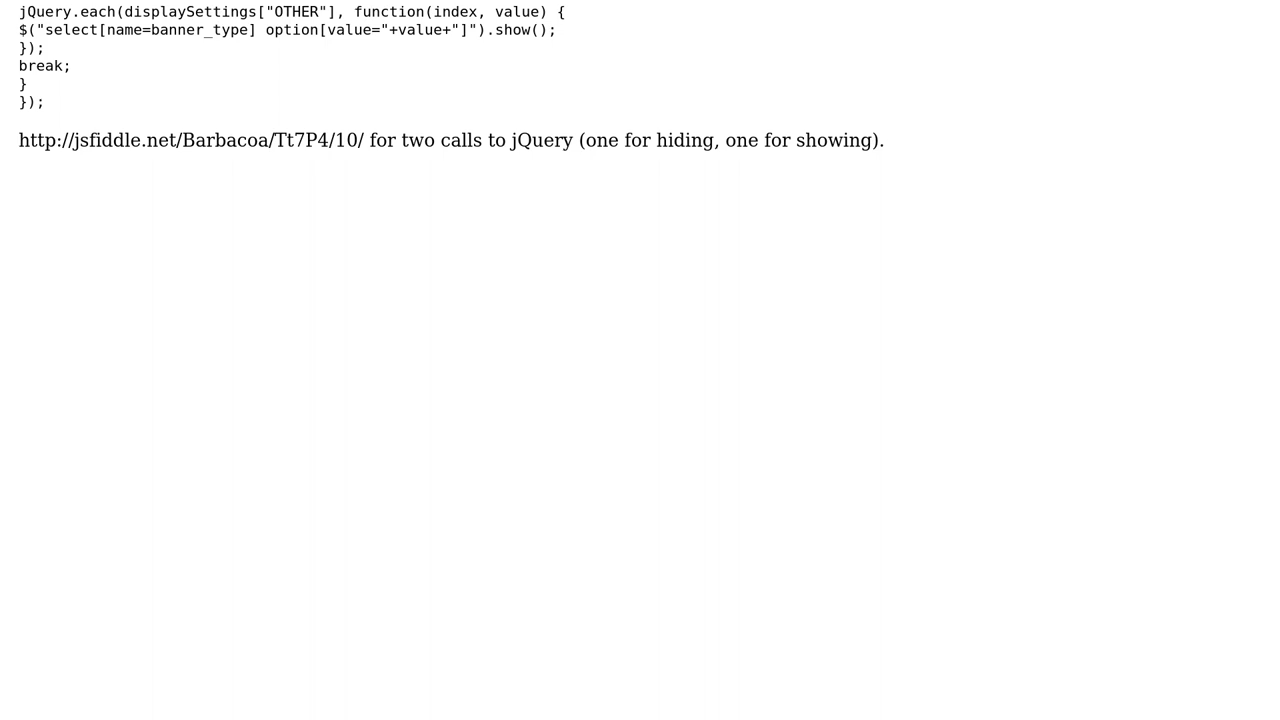 jQuery.each(displaySettings["OTHER"], function(index, value) {
$("select[name=banner_type] option[value="+value+"]").show();
});
break;
}
});
http://jsfiddle.net/Barbacoa/Tt7P4/10/ for two calls to jQuery (one for hiding, one for showing).